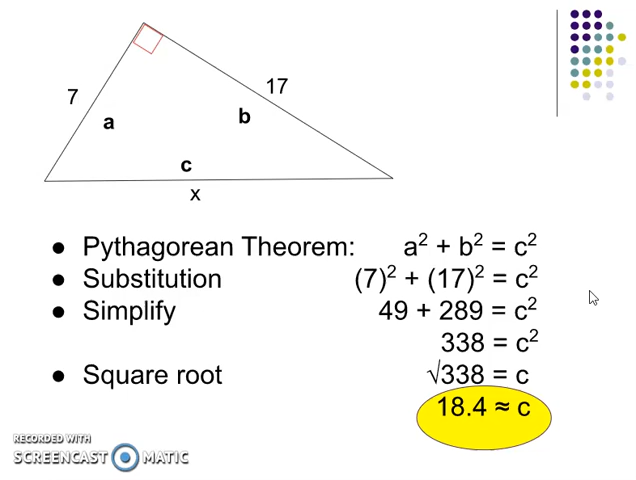 7
17
a
b
c
x
● Pythagorean Theorem: a² + b² = c²
● Substitution (7)² + (17)² = c²
● Simplify 49 + 289 = c²
338 = c²
● Square root √338 = c
18.4 ≈ c
RECORDED WITH
SCREENCAST MATIC